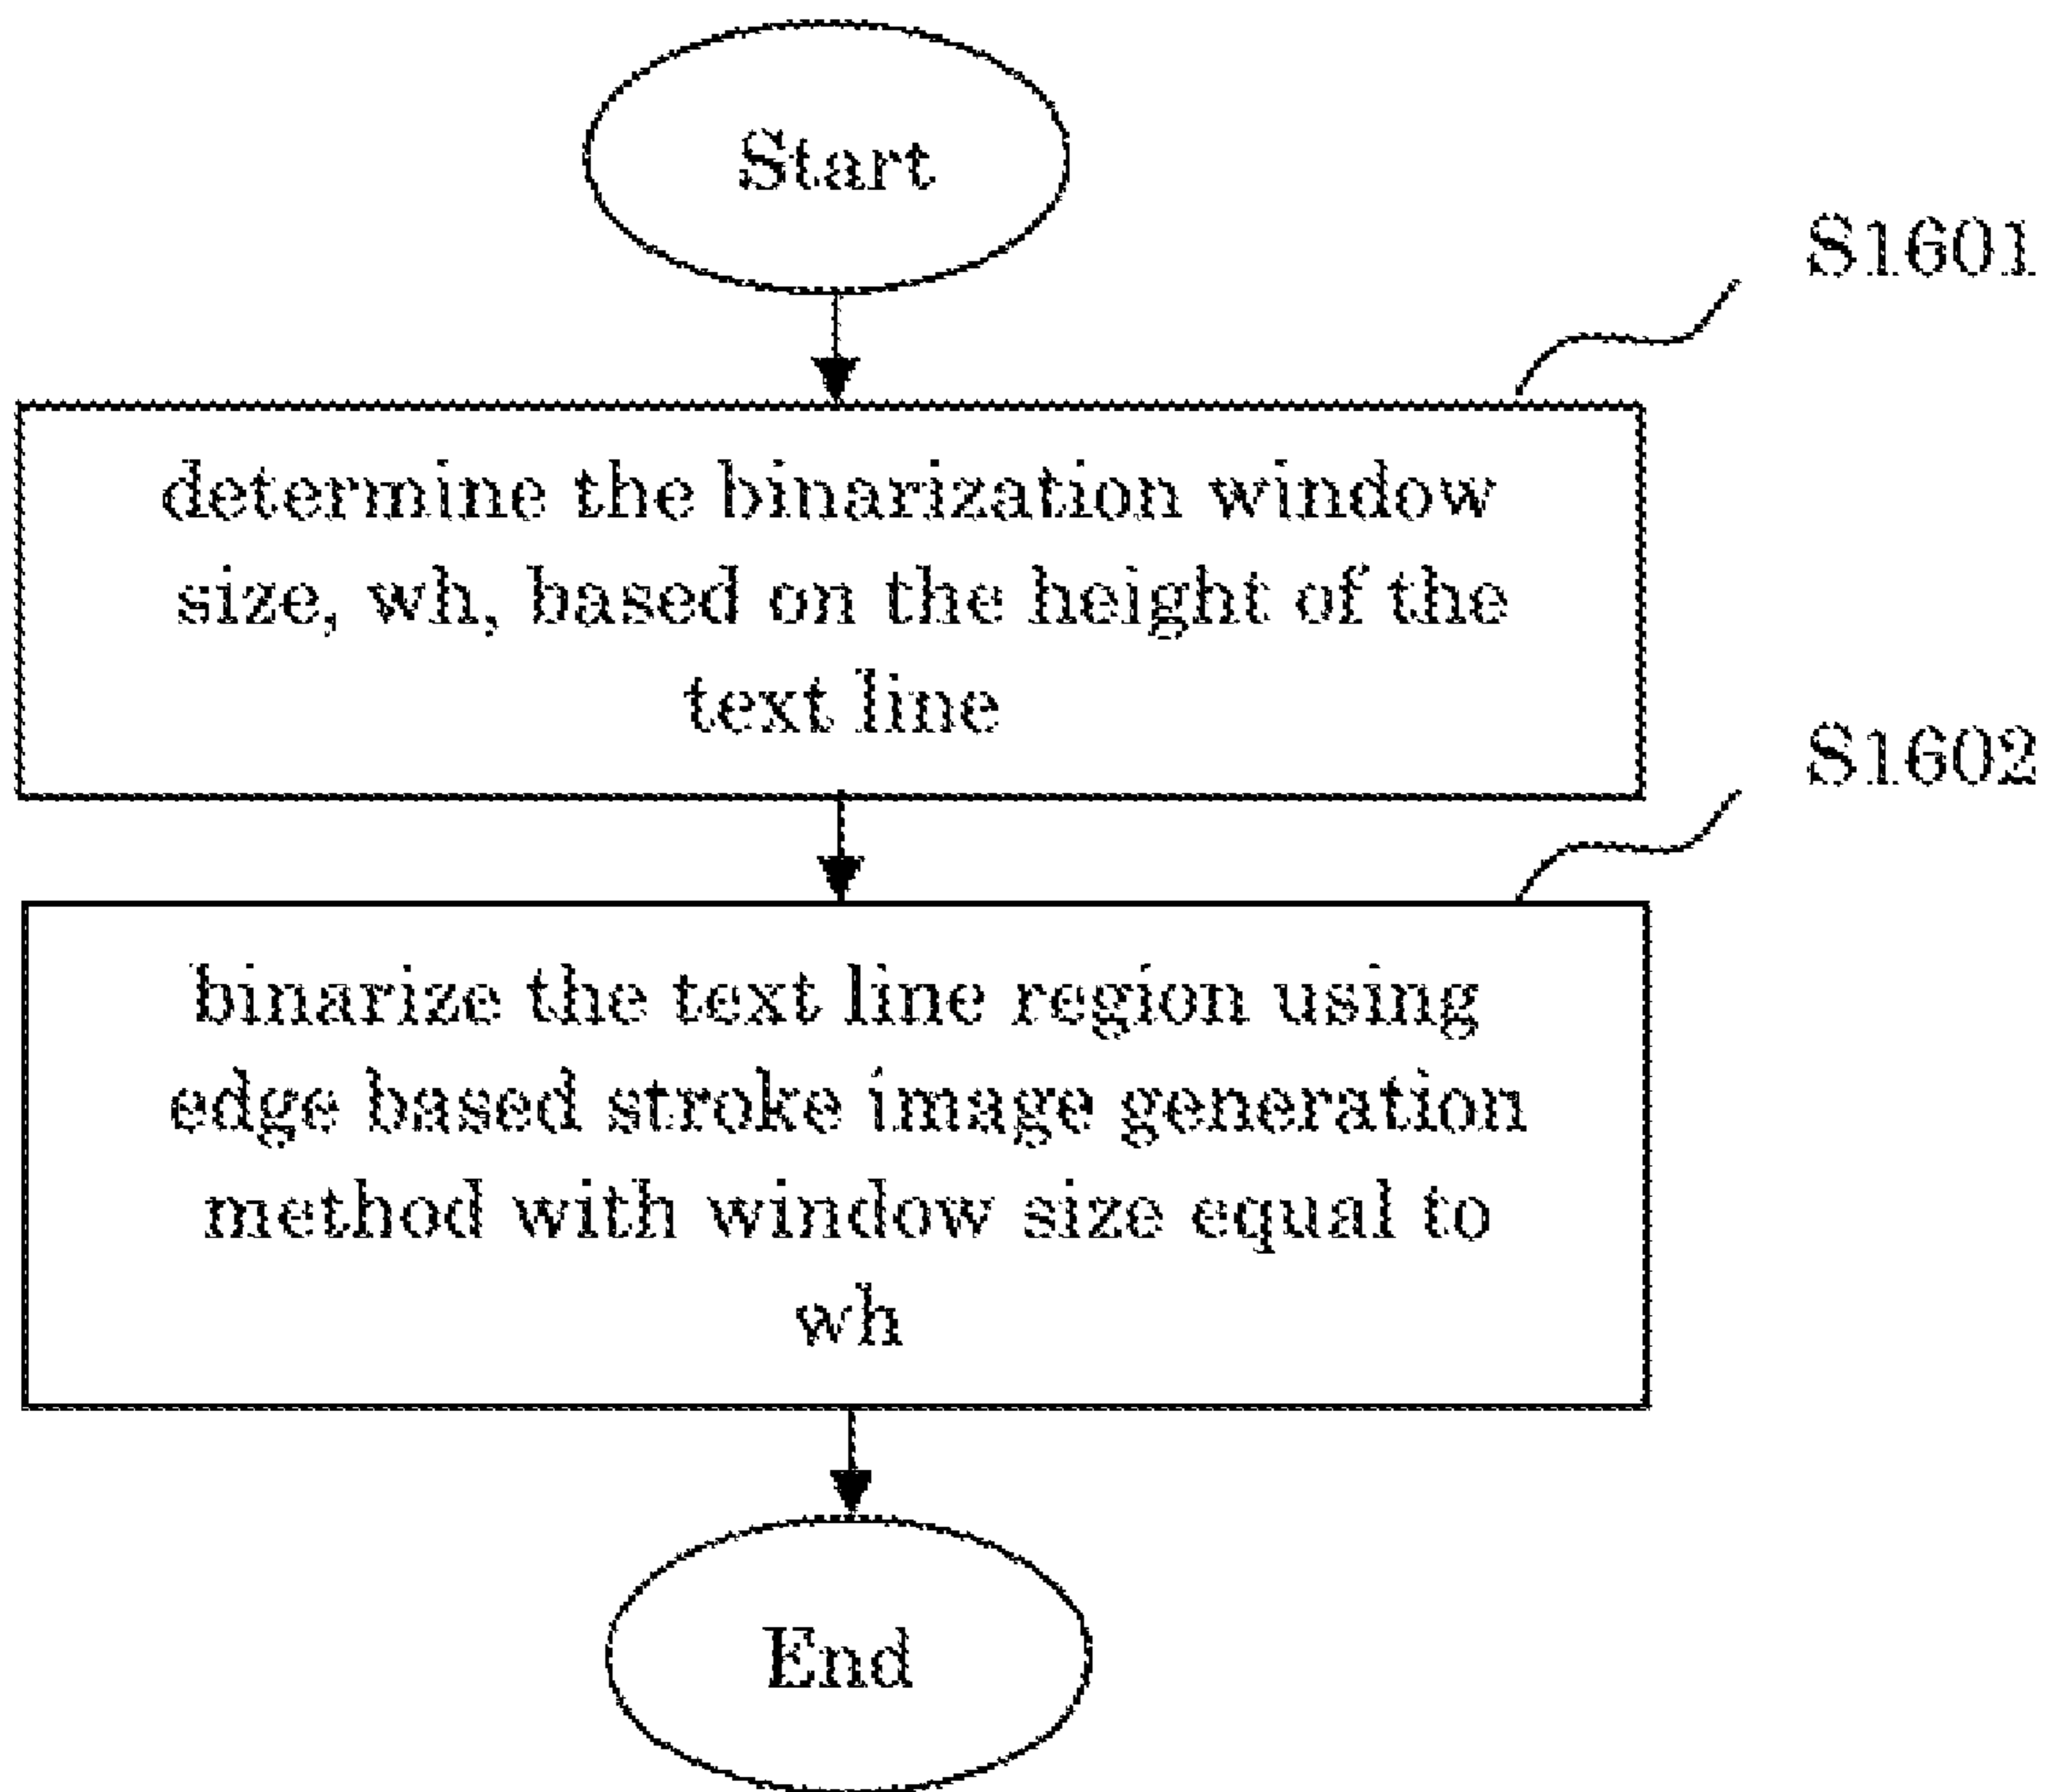 Start
S1601
determine the binarization window
size, wh, based on the height of the
text line
S1602
binarize the text line region using
edge based stroke image generation
method with window size equal to
wh
End